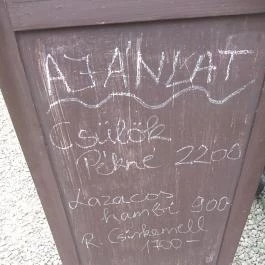 AJÁNLAT
Csülök
Pékné 2200
Lazacos
hambi 900-
R. Csirkemell
1700-